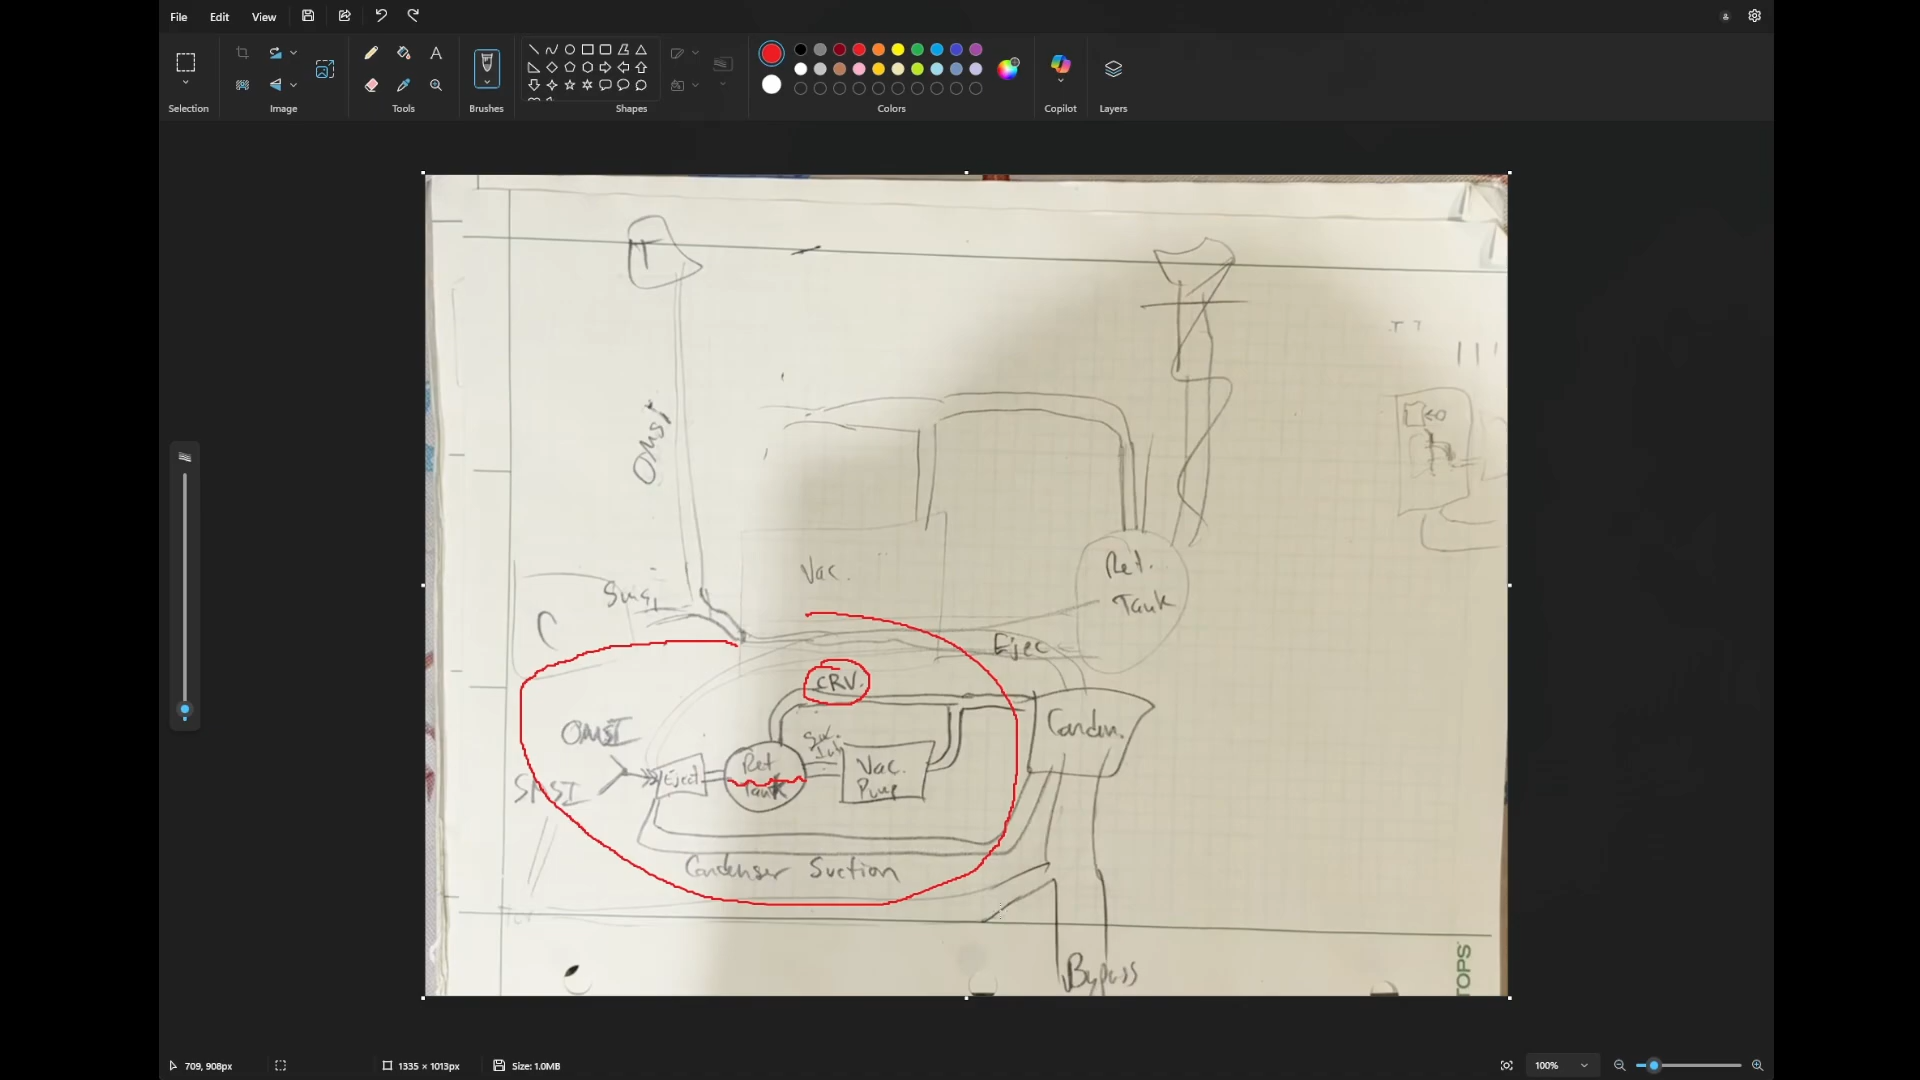 File Edit View
Selection Image Tools Brushes Shapes Colors Copilot Layers
OMSI
Vac.
Ret.
Tank
Ejec
CRV.
OMSI
SMSI
Eject
Ret
Tank
Vac.
Pump
Conden.
Condenser Suction
Bypass
TOPS
709, 908px
1335 × 1013px
Size: 1.0MB
100%